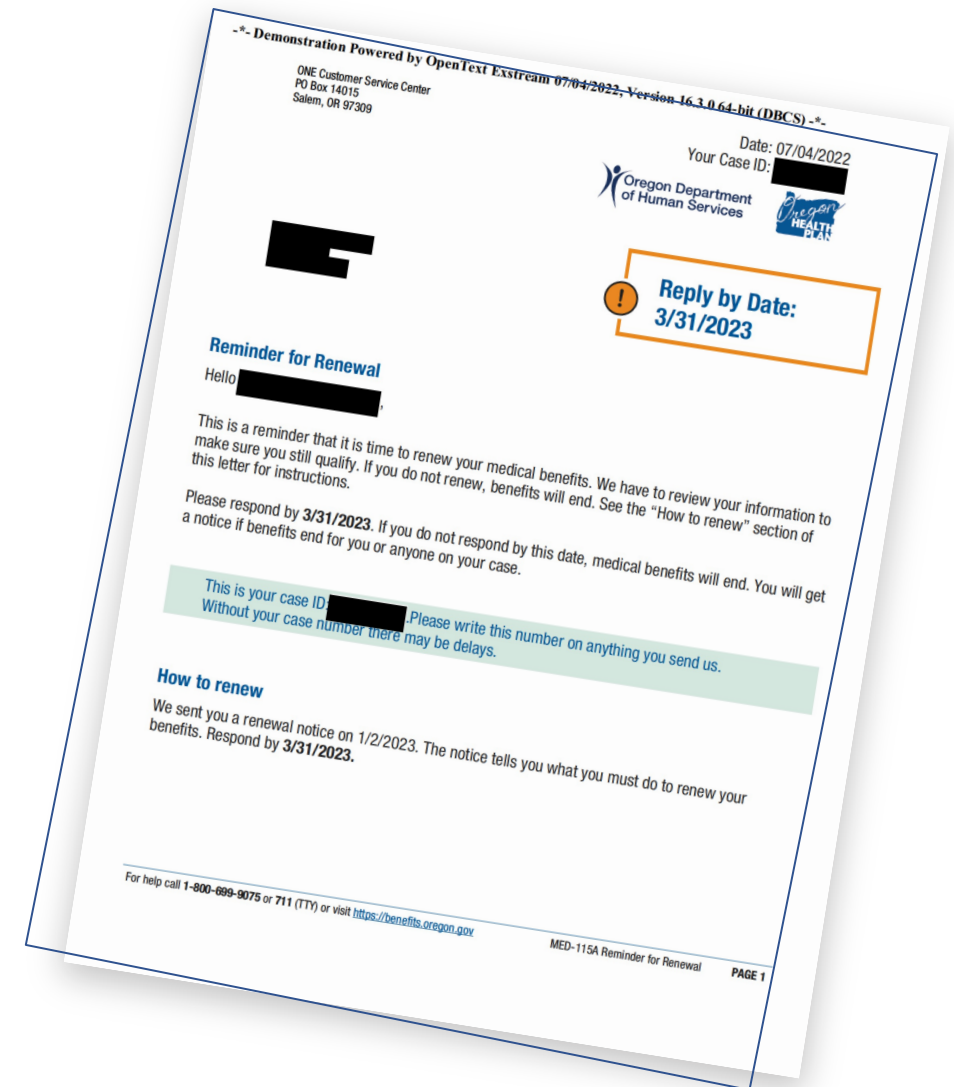 -*- Demonstration Powered by OpenText Exstream 07/04/2022, Version 16.3.0 64-bit (DBCS) -*-
ONE Customer Service Center
PO Box 14015
Salem, OR 97309
Date: 07/04/2022
Your Case ID:
Oregon Department
of Human Services
Oregon
HEALTH
PLAN
!
Reply by Date:
3/31/2023
Reminder for Renewal
Hello ,
This is a reminder that it is time to renew your medical benefits. We have to review your information to
make sure you still qualify. If you do not renew, benefits will end. See the “How to renew” section of
this letter for instructions.
Please respond by 3/31/2023. If you do not respond by this date, medical benefits will end. You will get
a notice if benefits end for you or anyone on your case.
This is your case ID: .Please write this number on anything you send us.
Without your case number there may be delays.
How to renew
We sent you a renewal notice on 1/2/2023. The notice tells you what you must do to renew your
benefits. Respond by 3/31/2023.
For help call 1-800-699-9075 or 711 (TTY) or visit https://benefits.oregon.gov
MED-115A Reminder for Renewal PAGE 1